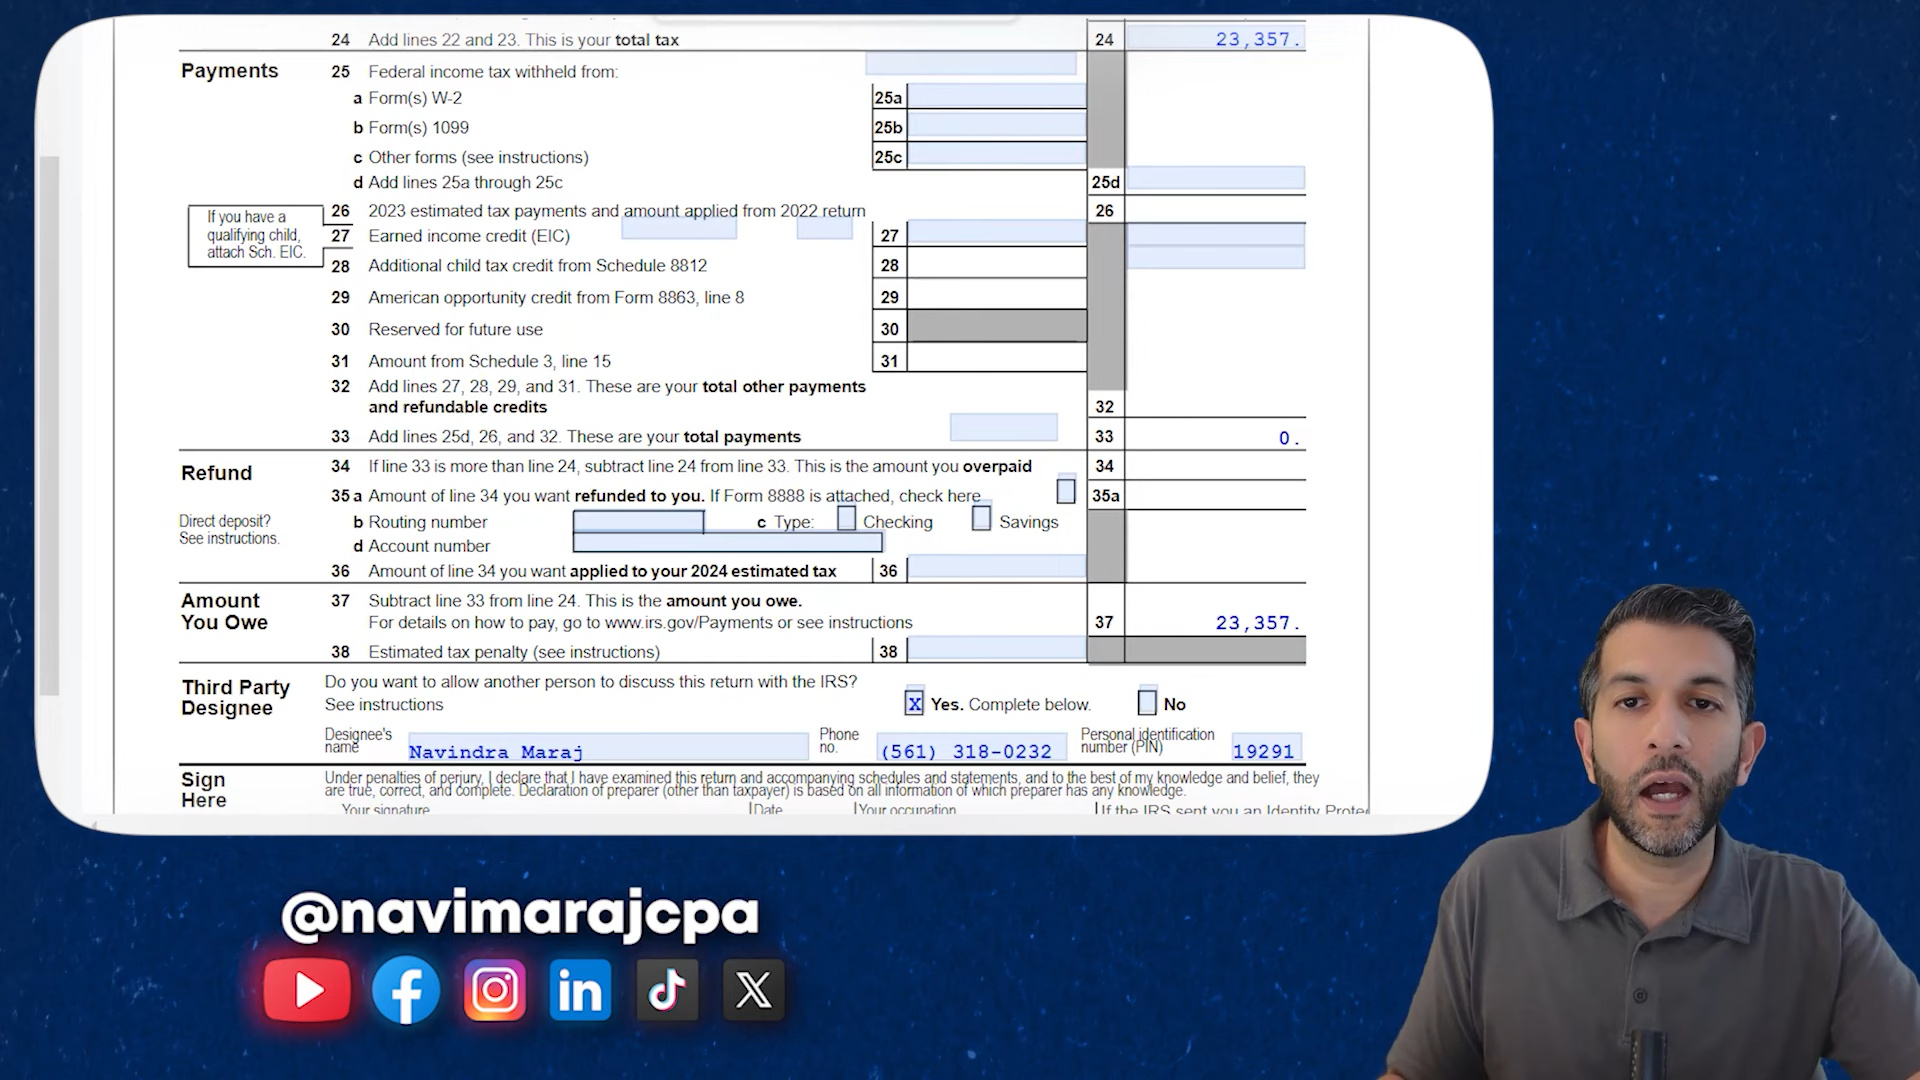 24 Add lines 22 and 23. This is your total tax 24 23,357.
Payments 25 Federal income tax withheld from:
a Form(s) W-2 25a
b Form(s) 1099 25b
c Other forms (see instructions) 25c
d Add lines 25a through 25c 25d
If you have a
qualifying child,
attach Sch. EIC.
26 2023 estimated tax payments and amount applied from 2022 return 26
27 Earned income credit (EIC) 27
28 Additional child tax credit from Schedule 8812 28
29 American opportunity credit from Form 8863, line 8 29
30 Reserved for future use 30
31 Amount from Schedule 3, line 15 31
32 Add lines 27, 28, 29, and 31. These are your total other payments
and refundable credits 32
33 Add lines 25d, 26, and 32. These are your total payments 33 0.
Refund 34 If line 33 is more than line 24, subtract line 24 from line 33. This is the amount you overpaid 34
35 a Amount of line 34 you want refunded to you. If Form 8888 is attached, check here 35a
Direct deposit?
See instructions.
b Routing number c Type: Checking Savings
d Account number
36 Amount of line 34 you want applied to your 2024 estimated tax 36
Amount
You Owe
37 Subtract line 33 from line 24. This is the amount you owe.
For details on how to pay, go to www.irs.gov/Payments or see instructions 37 23,357.
38 Estimated tax penalty (see instructions) 38
Third Party
Designee
Do you want to allow another person to discuss this return with the IRS?
See instructions X Yes. Complete below. No
Designee's
name Navindra Maraj
Phone
no. (561) 318-0232
Personal identification
number (PIN) 19291
Sign
Here
Under penalties of perjury, I declare that I have examined this return and accompanying schedules and statements, and to the best of my knowledge and belief, they
are true, correct, and complete. Declaration of preparer (other than taxpayer) is based on all information of which preparer has any knowledge.
Your signature Date Your occupation If the IRS sent you an Identity
@navimarajcpa